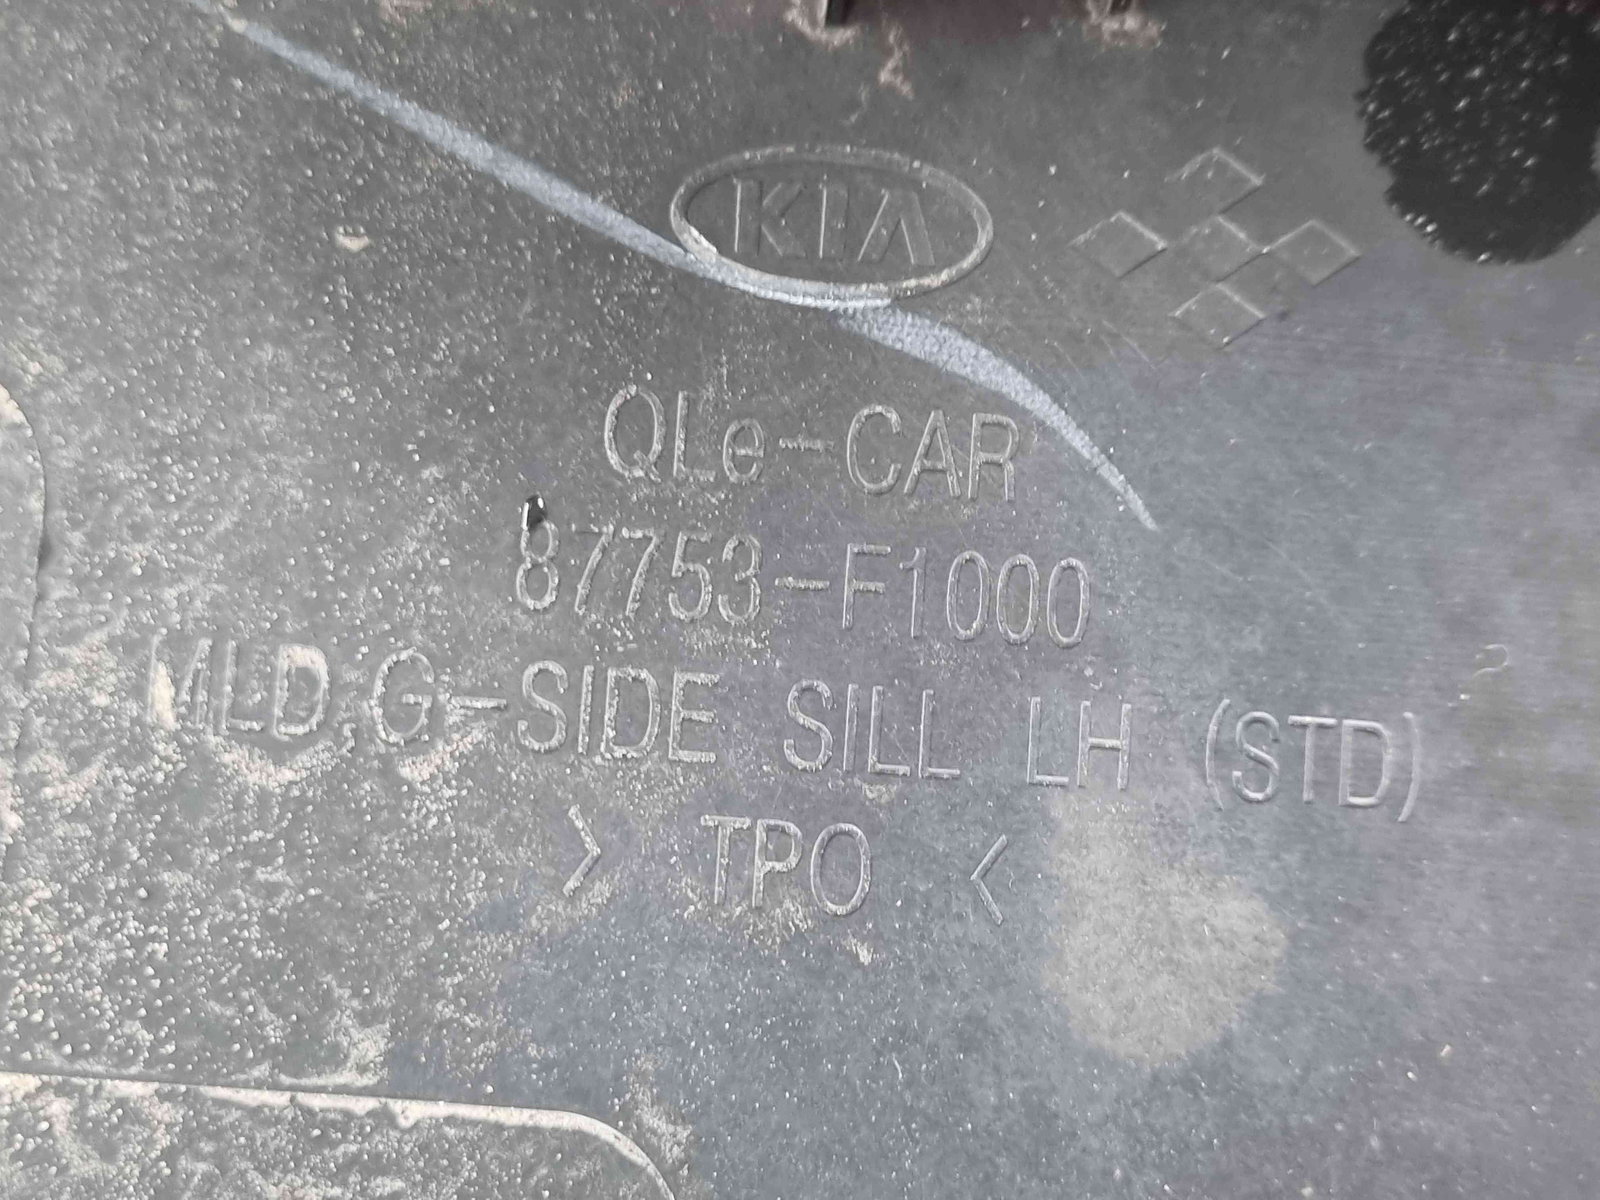 KIA
QLe-CAR
87753-F1000
MLD G-SIDE SILL LH (STD)
> TPO <